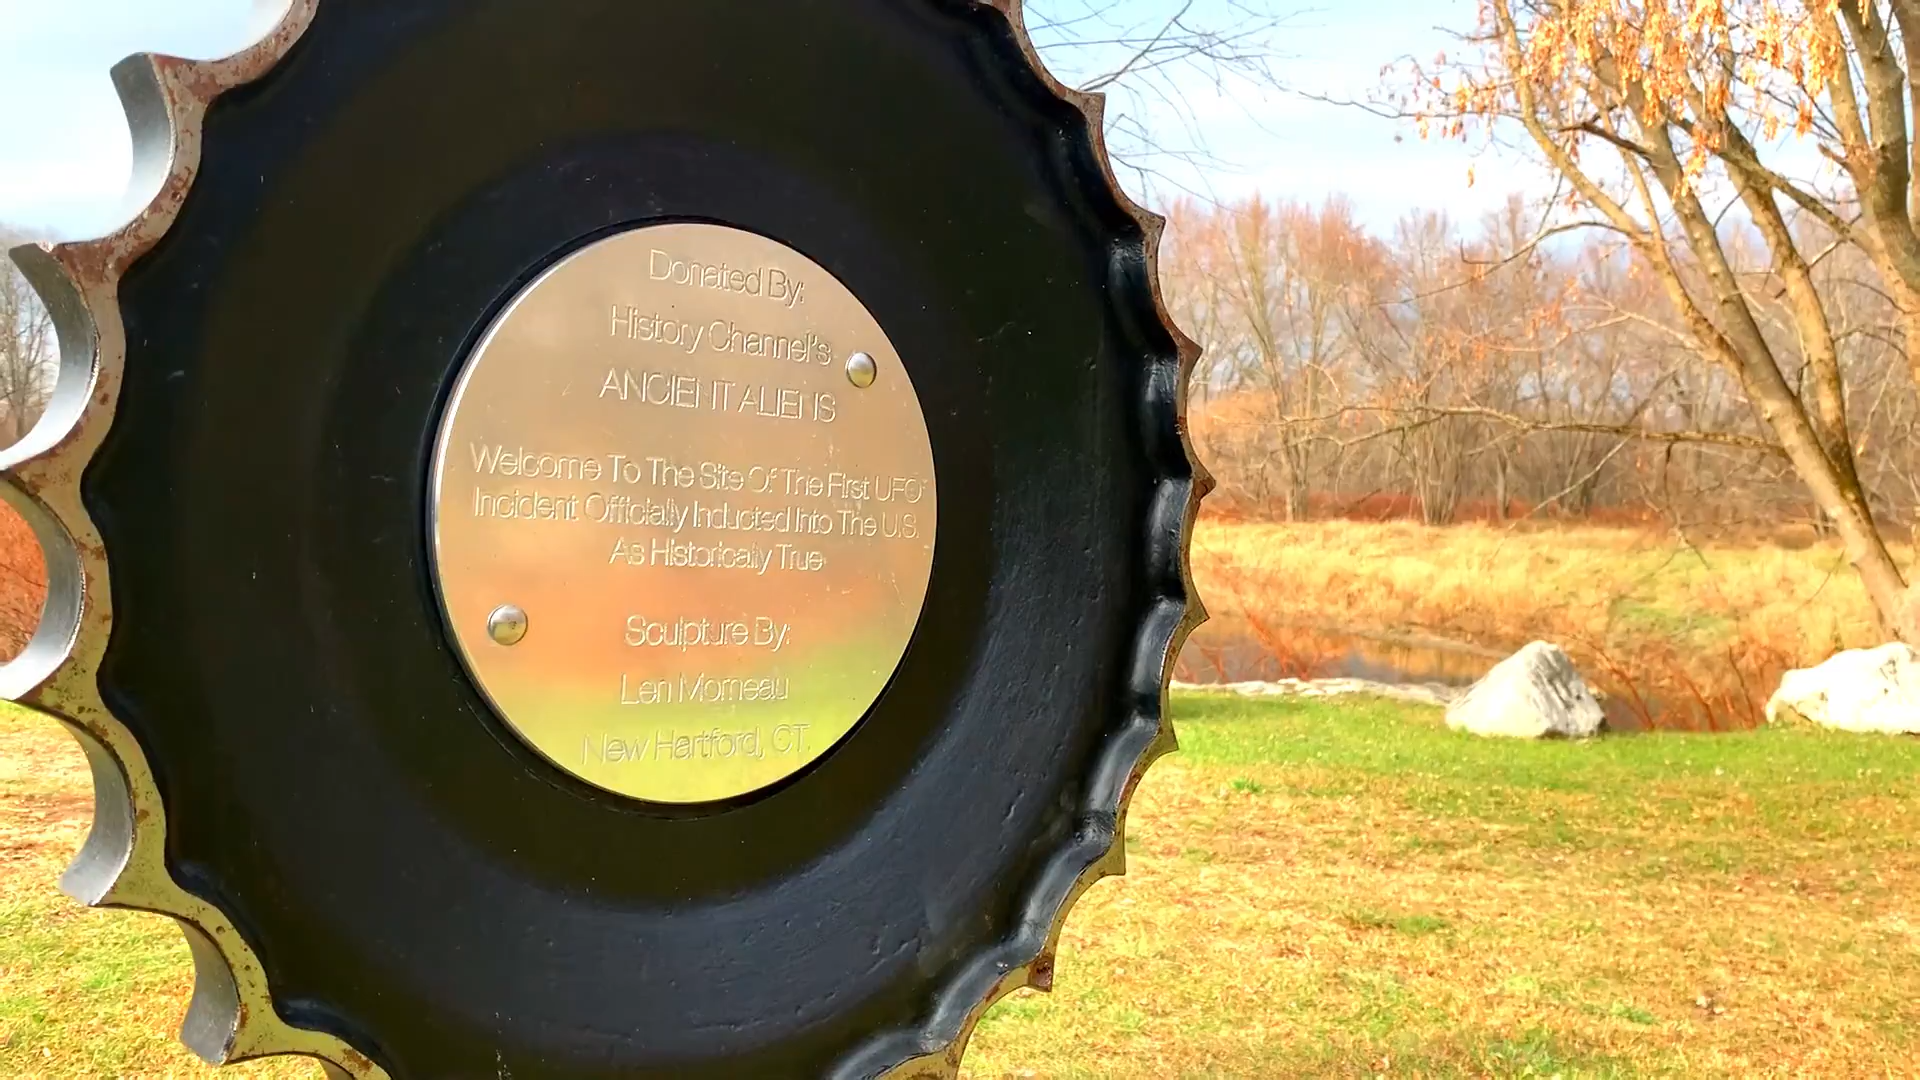 Donated By:
History Channel's
ANCIENT ALIENS
Welcome To The Site Of The First UFO
Incident Officially Inducted Into The U.S.
As Historically True
Sculpture By:
Len Morneau
New Hartford, CT.